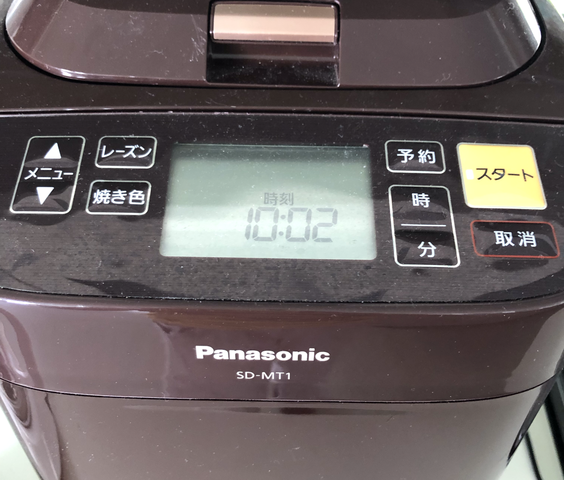 メニュー
レーズン
焼き色
時刻
10:02
予約
時
分
スタート
取消
Panasonic
SD-MT1